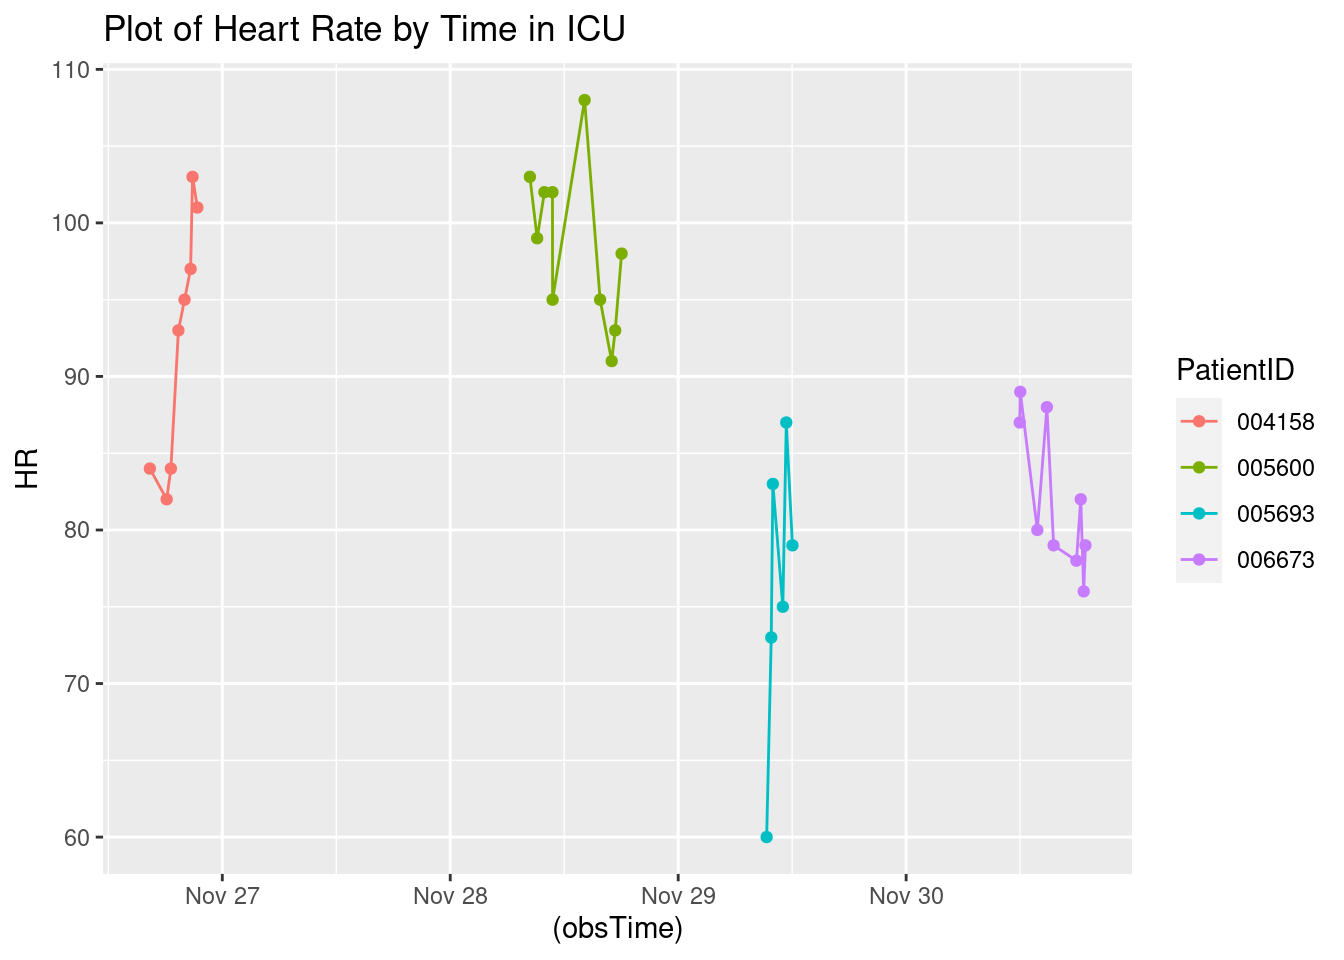 Plot of Heart Rate by Time in ICU
110
100
90
80
70
60
HR
Nov 27
Nov 28
Nov 29
Nov 30
(obsTime)
PatientID
004158
005600
005693
006673